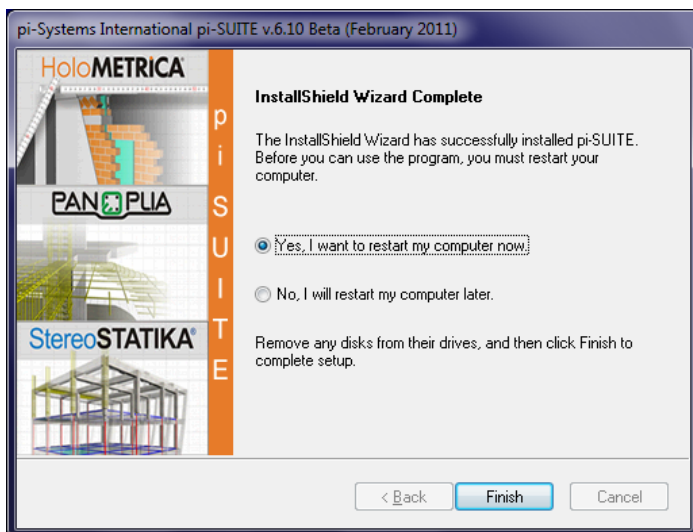 pi-Systems International pi-SUITE v.6.10 Beta (February 2011)
HoloMETRICA
PANOPLIA
StereoSTATIKA®
pi SUITE
InstallShield Wizard Complete
The InstallShield Wizard has successfully installed pi-SUITE.
Before you can use the program, you must restart your
computer.
Yes, I want to restart my computer now.
No, I will restart my computer later.
Remove any disks from their drives, and then click Finish to
complete setup.
< Back
Finish
Cancel